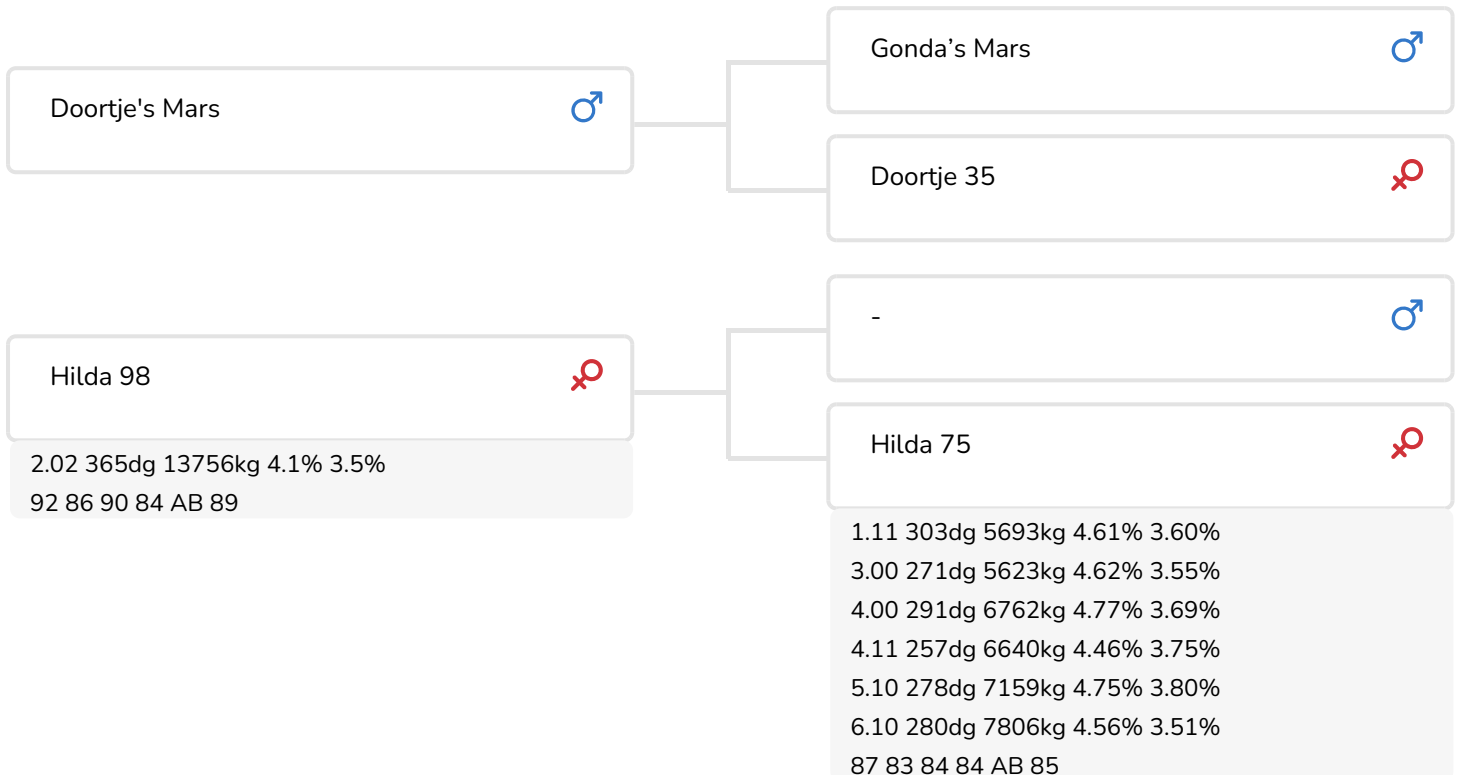 Doortje's Mars
Gonda’s Mars
Doortje 35
Hilda 98
2.02 365dg 13756kg 4.1% 3.5%
92 86 90 84 AB 89
-
Hilda 75
1.11 303dg 5693kg 4.61% 3.60%
3.00 271dg 5623kg 4.62% 3.55%
4.00 291dg 6762kg 4.77% 3.69%
4.11 257dg 6640kg 4.46% 3.75%
5.10 278dg 7159kg 4.75% 3.80%
6.10 280dg 7806kg 4.56% 3.51%
87 83 84 84 AB 85